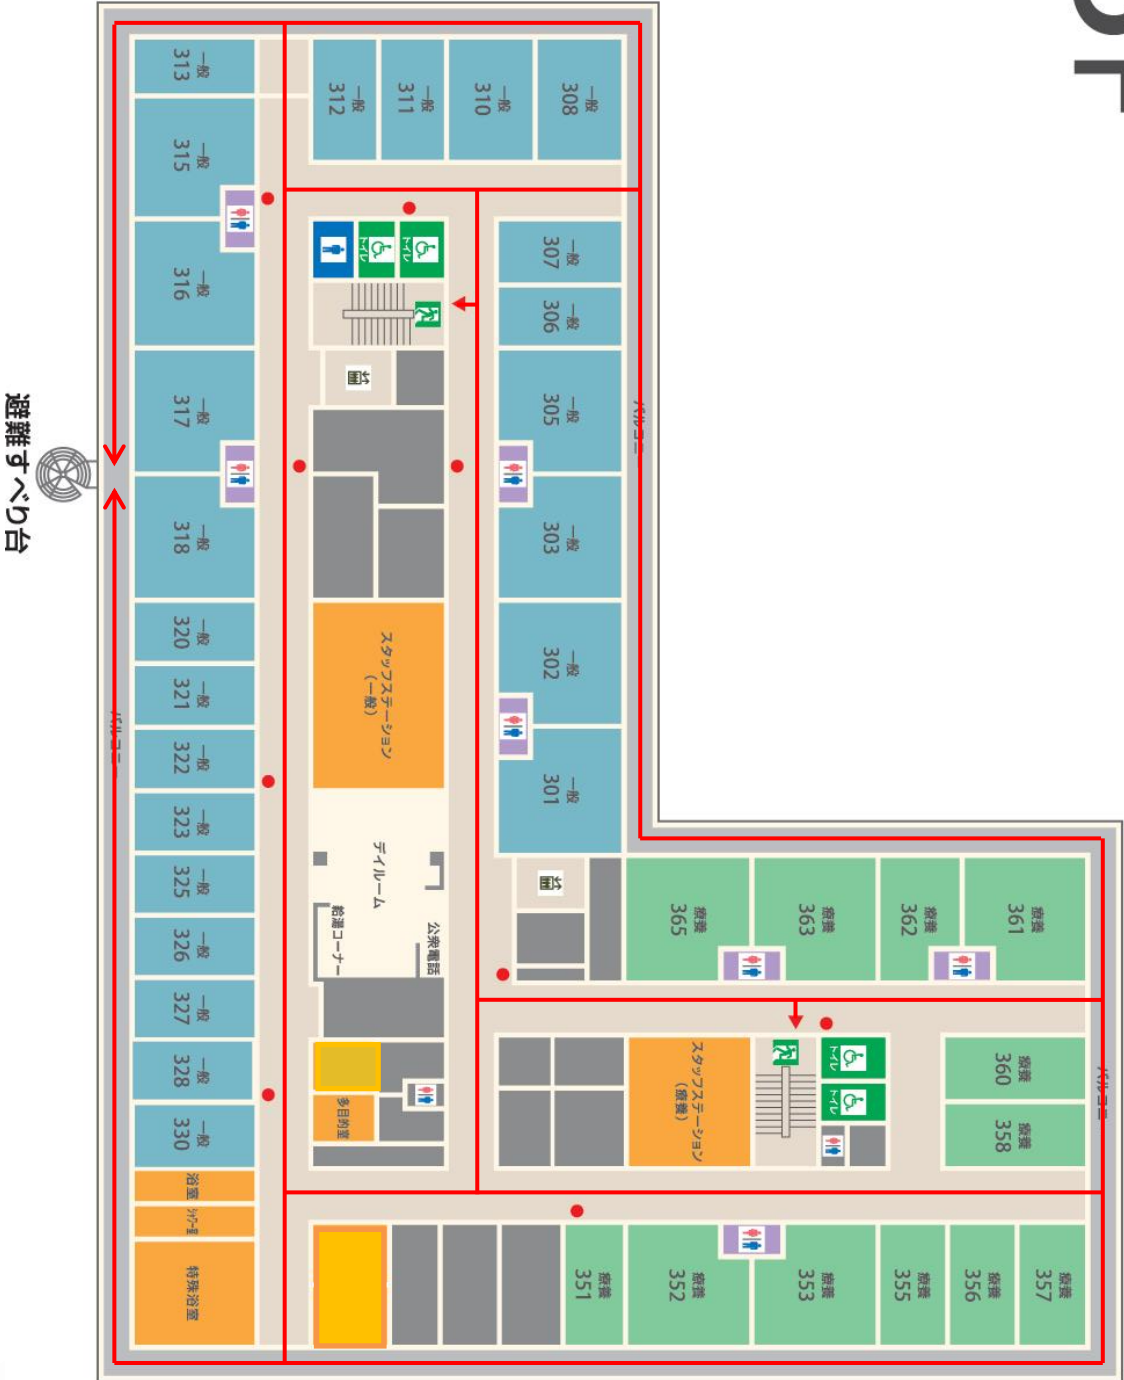 一般
313
一般
315
一般
316
一般
317
一般
318
一般
320
一般
321
一般
322
一般
323
一般
325
一般
326
一般
327
一般
328
一般
330
浴室
シャワー室
特殊浴室
避難すべり台
バルコニー
一般
312
一般
311
一般
310
一般
308
一般
307
一般
306
一般
305
一般
303
一般
302
一般
301
バルコニー
トイレ
トイレ
スタッフステーション
(一般)
デイルーム
給湯コーナー
公衆電話
多目的室
療養
365
療養
363
療養
362
療養
361
療養
360
療養
358
バルコニー
トイレ
トイレ
スタッフステーション
(療養)
療養
351
療養
352
療養
353
療養
355
療養
356
療養
357